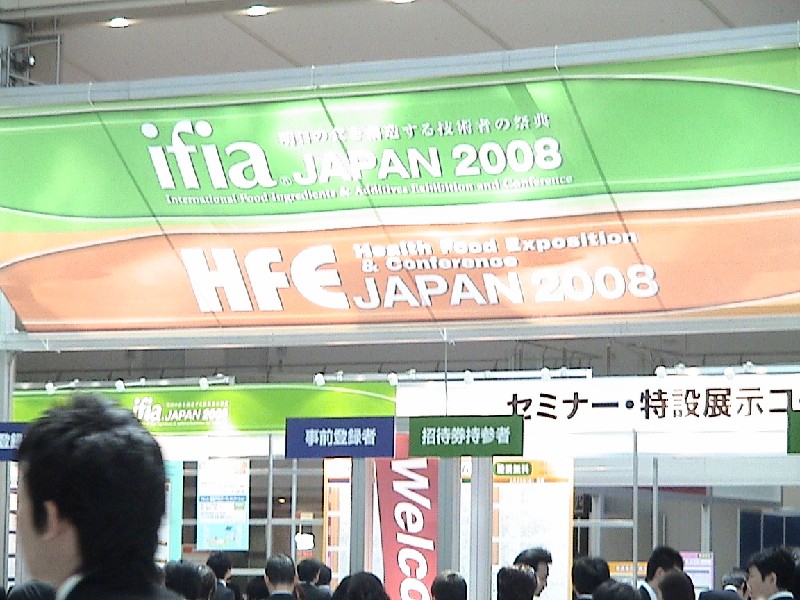 ifia 明日の食を創造する技術者の祭典
JAPAN 2008
International Food Ingredients & Additives Exhibition and Conference
HFE Health Food Exposition
& Conference
JAPAN 2008
ifia JAPAN 2008
セミナー・特設展示コ
登録
事前登録者
招待券持参者
Welco